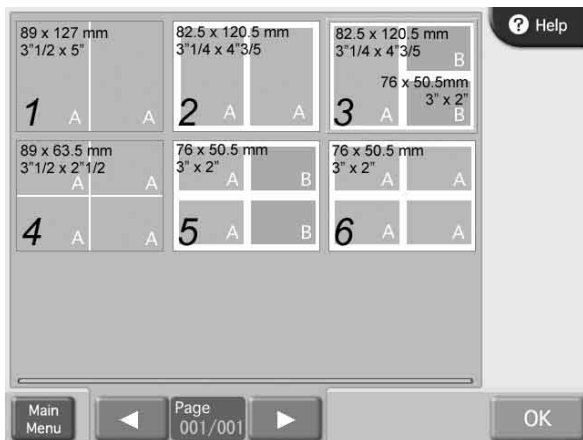 89 x 127 mm
3"1/2 x 5"
1 A A
82.5 x 120.5 mm
3"1/4 x 4"3/5
2 A A
82.5 x 120.5 mm
3"1/4 x 4"3/5
B
76 x 50.5mm
3" x 2"
3 A B
89 x 63.5 mm
3"1/2 x 2"1/2
A A
4 A A
76 x 50.5 mm
3" x 2"
A B
5 A B
76 x 50.5 mm
3" x 2"
A A
6 A A
? Help
Main
Menu
Page
001/001
OK